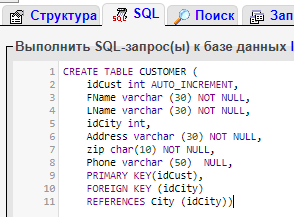 Структура SQL Поиск Зап
Выполнить SQL-запрос(ы) к базе данных
1 CREATE TABLE CUSTOMER (
2 idCust int AUTO_INCREMENT,
3 FName varchar (30) NOT NULL,
4 LName varchar (30) NOT NULL,
5 idCity int,
6 Address varchar (30) NOT NULL,
7 zip char(10) NOT NULL,
8 Phone varchar (50)  NULL,
9 PRIMARY KEY(idCust),
10 FOREIGN KEY (idCity)
11 REFERENCES City (idCity))